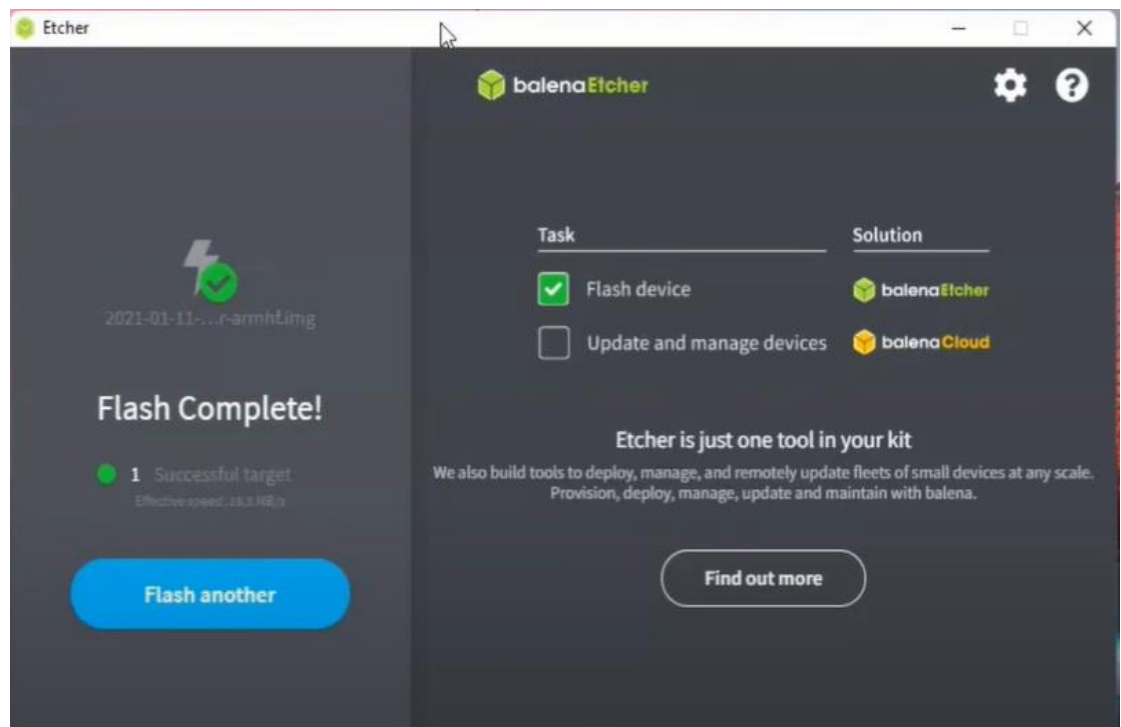 Etcher
balenaEtcher
Task
Solution
Flash device
balenaEtcher
Update and manage devices
balenaCloud
2021-01-11-...r-armhf.img
Flash Complete!
1 Successful target
Effective speed:
Flash another
Etcher is just one tool in your kit
We also build tools to deploy, manage, and remotely update fleets of small devices at any scale.
Provision, deploy, manage, update and maintain with balena.
Find out more